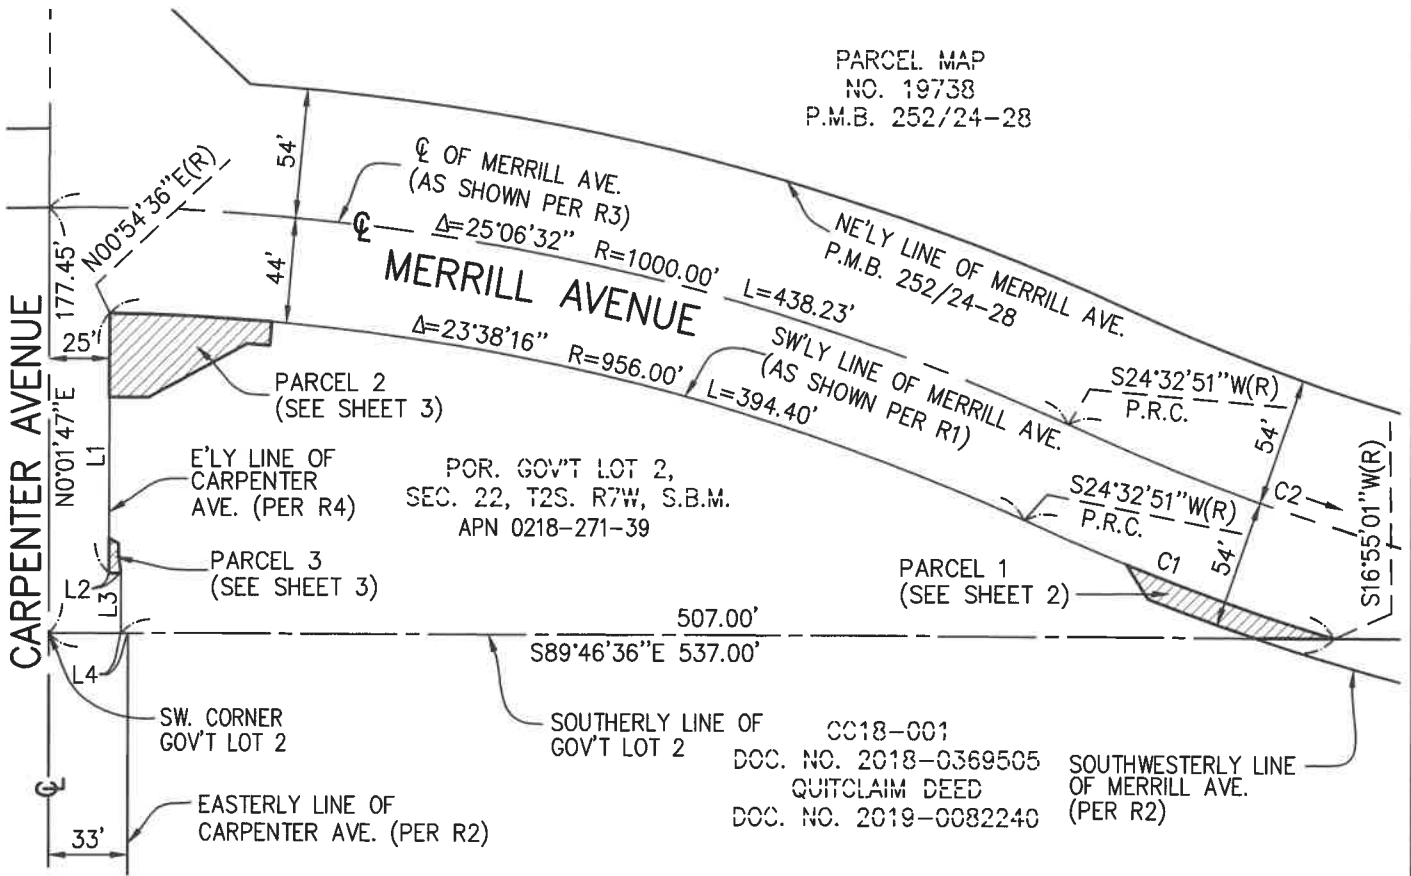 PARCEL MAP
NO. 19738
P.M.B. 252/24-28
54'
℄ OF MERRILL AVE.
(AS SHOWN PER R3)
N00°54'36"E(R)
℄
Δ=25°06'32" R=1000.00' L=438.23'
NE'LY LINE OF MERRILL AVE.
P.M.B. 252/24-28
177.45'
44'
MERRILL AVENUE
25'
Δ=23°38'16" R=956.00' L=394.40'
SW'LY LINE OF MERRILL AVE.
(AS SHOWN PER R1)
S24°32'51"W(R)
P.R.C.
54'
PARCEL 2
(SEE SHEET 3)
CARPENTER AVENUE
N0°01'47"E
L1
E'LY LINE OF
CARPENTER
AVE. (PER R4)
POR. GOV'T LOT 2,
SEC. 22, T2S. R7W, S.B.M.
APN 0218-271-39
S24°32'51"W(R)
P.R.C.
C2
S16°55'01"W(R)
54'
C1
PARCEL 3
(SEE SHEET 3)
PARCEL 1
(SEE SHEET 2)
L2
L3
507.00'
S89°46'36"E 537.00'
L4
SW. CORNER
GOV'T LOT 2
SOUTHERLY LINE OF
GOV'T LOT 2
CC18-001
DOC. NO. 2018-0369505
QUITCLAIM DEED
DOC. NO. 2019-0082240
SOUTHWESTERLY LINE
OF MERRILL AVE.
(PER R2)
℄
EASTERLY LINE OF
CARPENTER AVE. (PER R2)
33'